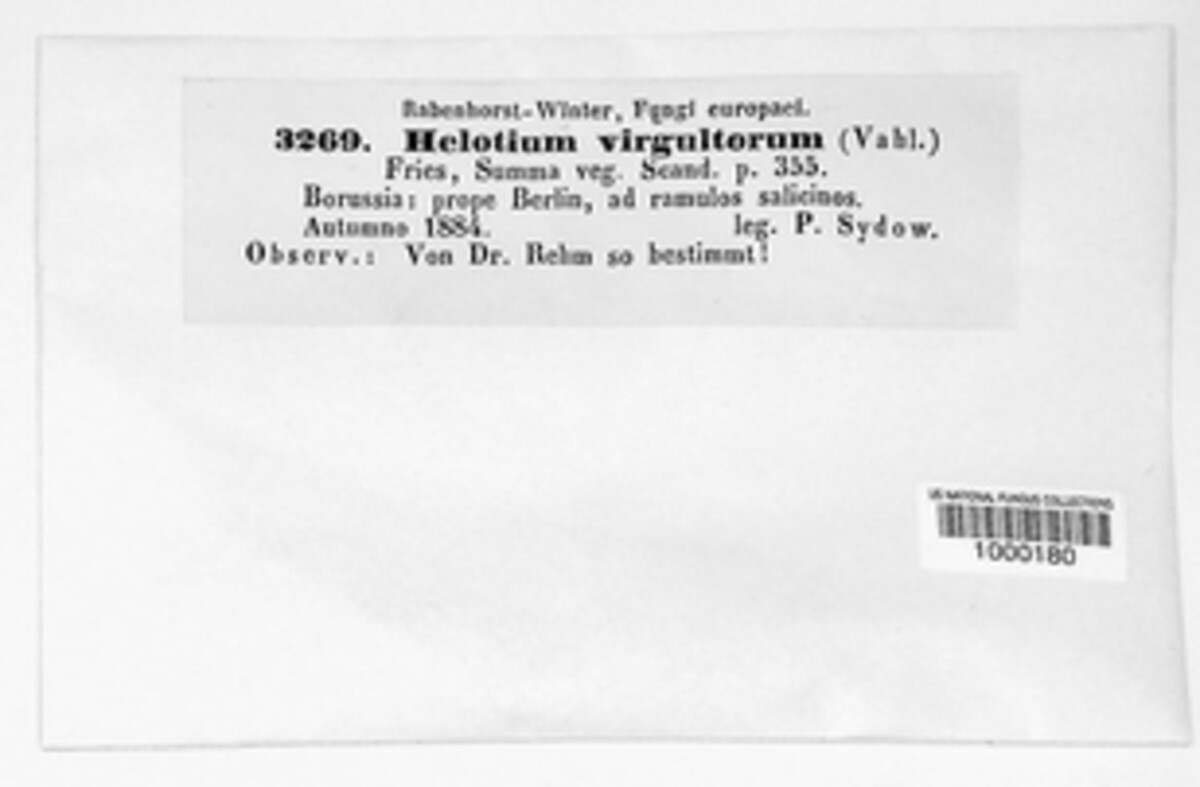 Rabenhorst-Winter, Fungi europaei.
3269. Helotium virgultorum (Vahl.)
Fries, Summa veg. Scand. p. 355.
Borussia: prope Berlin, ad ramulos salicinos.
Autumno 1884. leg. P. Sydow.
Observ.: Von Dr. Rehm so bestimmt!
US NATIONAL FUNGUS COLLECTIONS
1000180